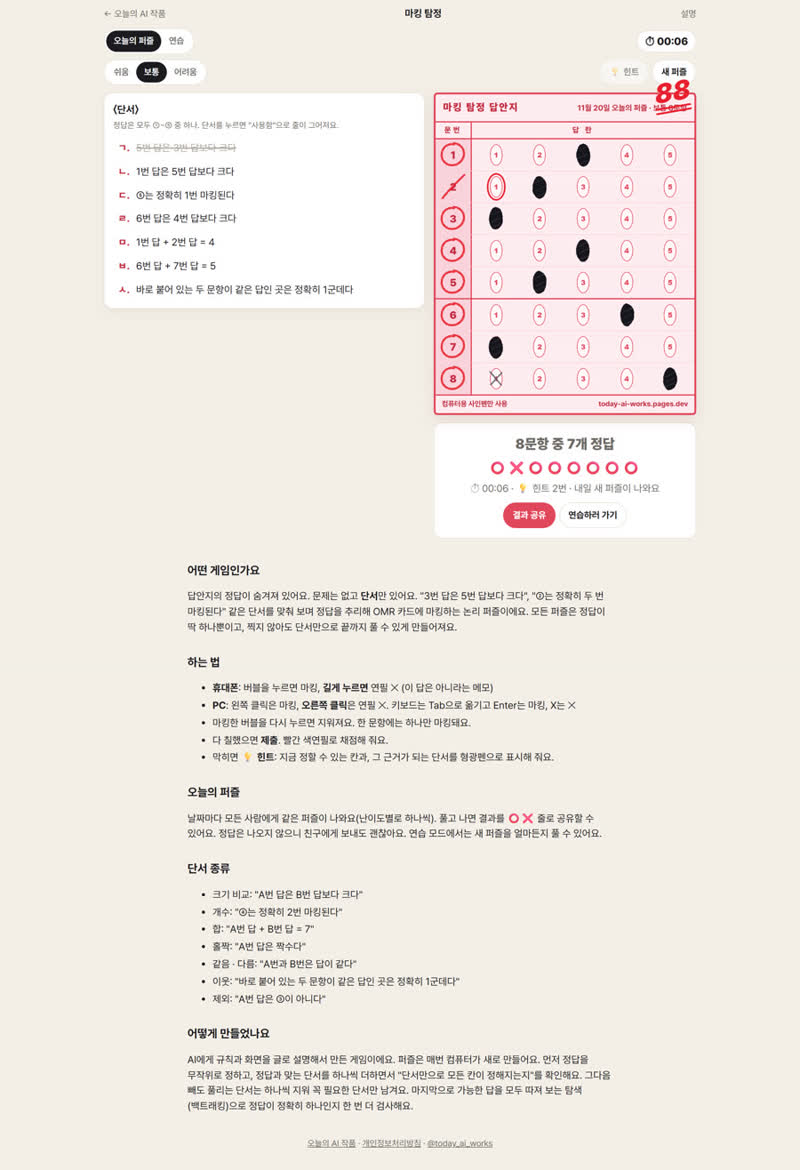 ← 오늘의 AI 작품
마킹 탐정
설명
오늘의 퍼즐
연습
00:06
쉬움
보통
어려움
힌트
새 퍼즐
〈단서〉
정답은 모두 ①~⑤ 중 하나. 단서를 누르면 "사용함"으로 줄이 그어져요.
ㄱ. 5번 답은 3번 답보다 크다
ㄴ. 1번 답은 5번 답보다 크다
ㄷ. ⑤는 정확히 1번 마킹된다
ㄹ. 6번 답은 4번 답보다 크다
ㅁ. 1번 답 + 2번 답 = 4
ㅂ. 6번 답 + 7번 답 = 5
ㅅ. 바로 붙어 있는 두 문항이 같은 답인 곳은 정확히 1군데다
88
마킹 탐정 답안지
11월 20일 오늘의 퍼즐 · 보통
문번 답란
1 1 2 4 5
2 1 3 4 5
3 2 3 4 5
4 1 2 4 5
5 1 3 4 5
6 1 2 3 5
7 2 3 4 5
8 2 3 4
컴퓨터용 사인펜만 사용
today-ai-works.pages.dev
8문항 중 7개 정답
00:06 · 힌트 2번 · 내일 새 퍼즐이 나와요
결과 공유
연습하러 가기
어떤 게임인가요
답안지의 정답이 숨겨져 있어요. 문제는 없고 단서만 있어요. "3번 답은 5번 답보다 크다", "②는 정확히 두 번
마킹된다" 같은 단서를 맞춰 보며 정답을 추리해 OMR 카드에 마킹하는 논리 퍼즐이에요. 모든 퍼즐은 정답이
딱 하나뿐이고, 찍지 않아도 단서만으로 끝까지 풀 수 있게 만들어져요.
하는 법
• 휴대폰: 버블을 누르면 마킹, 길게 누르면 연필 ✕ (이 답은 아니라는 메모)
• PC: 왼쪽 클릭은 마킹, 오른쪽 클릭은 연필 ✕. 키보드는 Tab으로 옮기고 Enter는 마킹, X는 ✕
• 마킹한 버블을 다시 누르면 지워져요. 한 문항에는 하나만 마킹돼요.
• 다 칠했으면 제출. 빨간 색연필로 채점해 줘요.
• 막히면 💡 힌트: 지금 정할 수 있는 칸과, 그 근거가 되는 단서를 형광펜으로 표시해 줘요.
오늘의 퍼즐
날짜마다 모든 사람에게 같은 퍼즐이 나와요(난이도별로 하나씩). 풀고 나면 결과를 ⭕❌ 줄로 공유할 수
있어요. 정답은 나오지 않으니 친구에게 보내도 괜찮아요. 연습 모드에서는 새 퍼즐을 얼마든지 풀 수 있어요.
단서 종류
• 크기 비교: "A번 답은 B번 답보다 크다"
• 개수: "④는 정확히 2번 마킹된다"
• 합: "A번 답 + B번 답 = 7"
• 홀짝: "A번 답은 짝수다"
• 같음 · 다름: "A번과 B번은 답이 같다"
• 이웃: "바로 붙어 있는 두 문항이 같은 답인 곳은 정확히 1군데다"
• 제외: "A번 답은 ③이 아니다"
어떻게 만들었나요
AI에게 규칙과 화면을 글로 설명해서 만든 게임이에요. 퍼즐은 매번 컴퓨터가 새로 만들어요. 먼저 정답을
무작위로 정하고, 정답과 맞는 단서를 하나씩 더하면서 "단서만으로 모든 칸이 정해지는지"를 확인해요. 그다음
빼도 풀리는 단서는 하나씩 지워 꼭 필요한 단서만 남겨요. 마지막으로 가능한 답을 모두 따져 보는 탐색
(백트래킹)으로 정답이 정확히 하나인지 한 번 더 검사해요.
오늘의 AI 작품 · 개인정보처리방침 · @today_ai_works